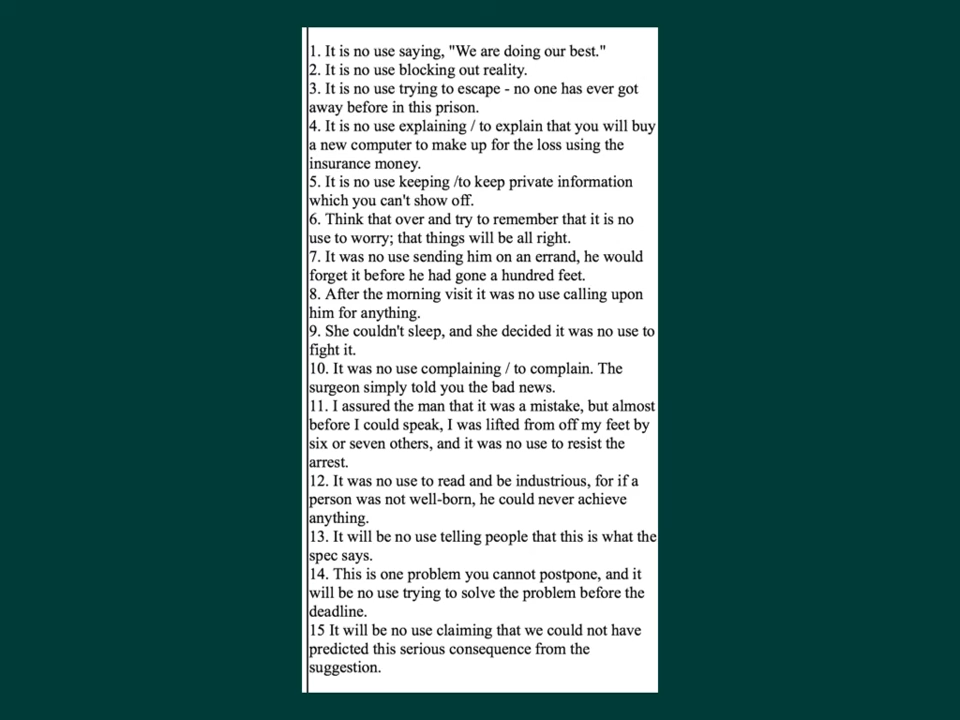 1. It is no use saying, "We are doing our best."
2. It is no use blocking out reality.
3. It is no use trying to escape - no one has ever got
away before in this prison.
4. It is no use explaining / to explain that you will buy
a new computer to make up for the loss using the
insurance money.
5. It is no use keeping /to keep private information
which you can't show off.
6. Think that over and try to remember that it is no
use to worry; that things will be all right.
7. It was no use sending him on an errand, he would
forget it before he had gone a hundred feet.
8. After the morning visit it was no use calling upon
him for anything.
9. She couldn't sleep, and she decided it was no use to
fight it.
10. It was no use complaining / to complain. The
surgeon simply told you the bad news.
11. I assured the man that it was a mistake, but almost
before I could speak, I was lifted from off my feet by
six or seven others, and it was no use to resist the
arrest.
12. It was no use to read and be industrious, for if a
person was not well-born, he could never achieve
anything.
13. It will be no use telling people that this is what the
spec says.
14. This is one problem you cannot postpone, and it
will be no use trying to solve the problem before the
deadline.
15 It will be no use claiming that we could not have
predicted this serious consequence from the
suggestion.